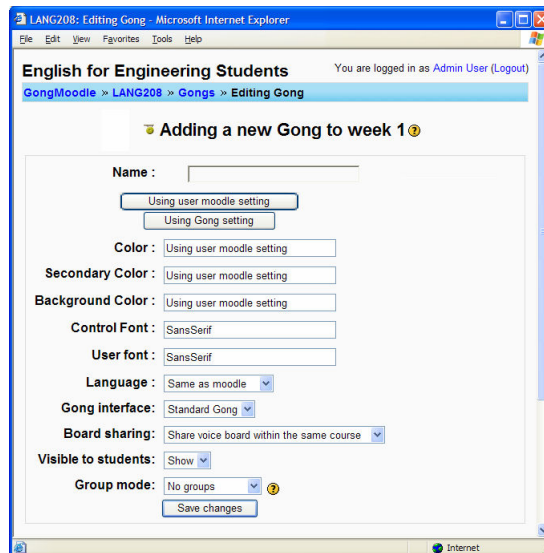 LANG208: Editing Gong - Microsoft Internet Explorer
File Edit View Favorites Tools Help
English for Engineering Students
You are logged in as Admin User (Logout)
GongMoodle » LANG208 » Gongs » Editing Gong
Adding a new Gong to week 1
Name :
Using user moodle setting
Using Gong setting
Color : Using user moodle setting
Secondary Color : Using user moodle setting
Background Color : Using user moodle setting
Control Font : SansSerif
User font : SansSerif
Language : Same as moodle
Gong interface: Standard Gong
Board sharing: Share voice board within the same course
Visible to students: Show
Group mode: No groups
Save changes
Internet